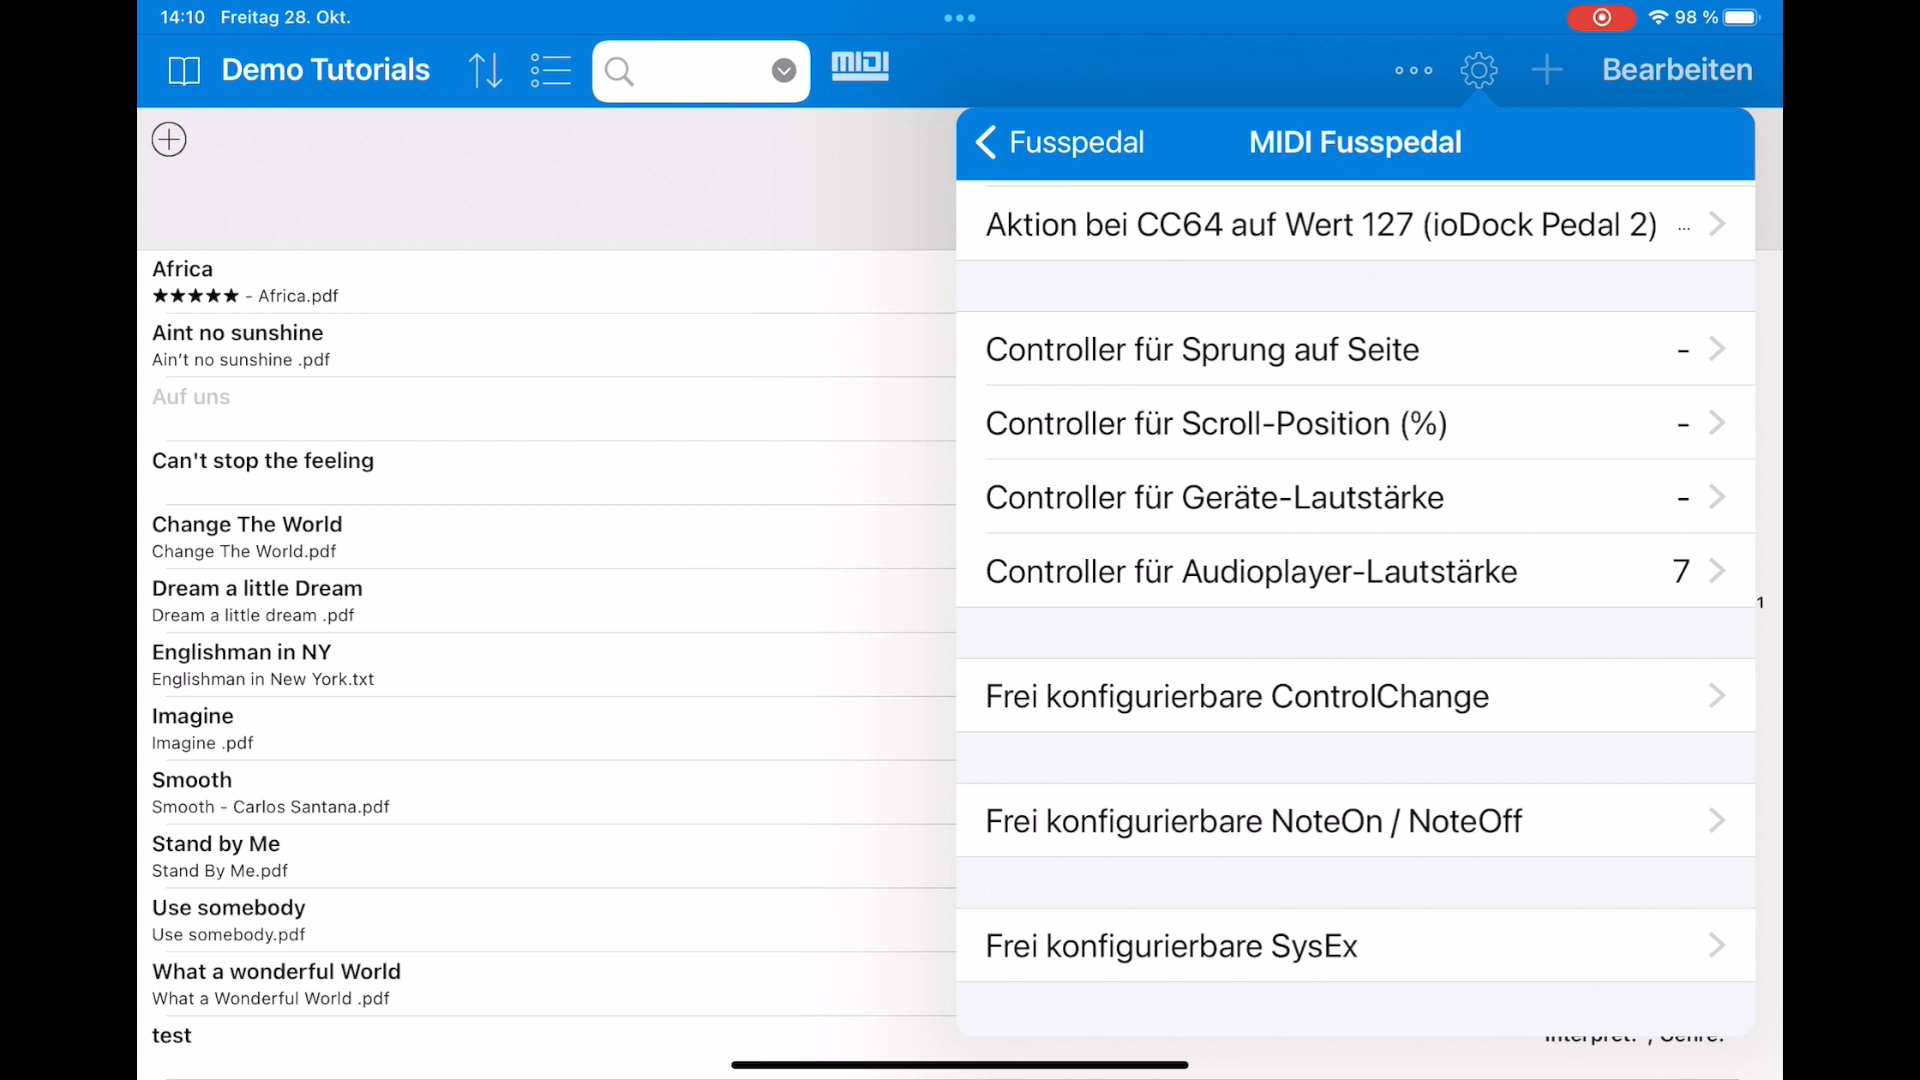 14:10 Freitag 28. Okt.
98 %
Demo Tutorials
MIDI
Bearbeiten
Fusspedal
MIDI Fusspedal
Aktion bei CC64 auf Wert 127 (ioDock Pedal 2) ...
Controller für Sprung auf Seite -
Controller für Scroll-Position (%) -
Controller für Geräte-Lautstärke -
Controller für Audioplayer-Lautstärke 7
Frei konfigurierbare ControlChange
Frei konfigurierbare NoteOn / NoteOff
Frei konfigurierbare SysEx
Africa
★★★★★ - Africa.pdf
Aint no sunshine
Ain't no sunshine .pdf
Auf uns
Can't stop the feeling
Change The World
Change The World.pdf
Dream a little Dream
Dream a little dream .pdf
1
Englishman in NY
Englishman in New York.txt
Imagine
Imagine .pdf
Smooth
Smooth - Carlos Santana.pdf
Stand by Me
Stand By Me.pdf
Use somebody
Use somebody.pdf
What a wonderful World
What a Wonderful World .pdf
test
Interpret: , Genre: